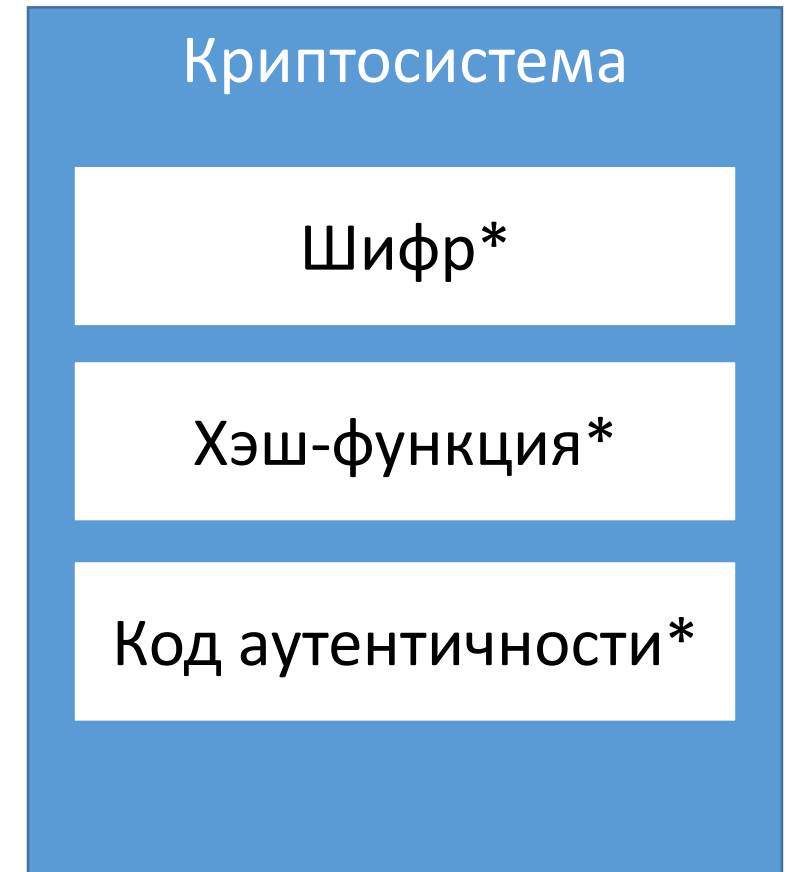 Криптосистема
Шифр*
Хэш-функция*
Код аутентичности*